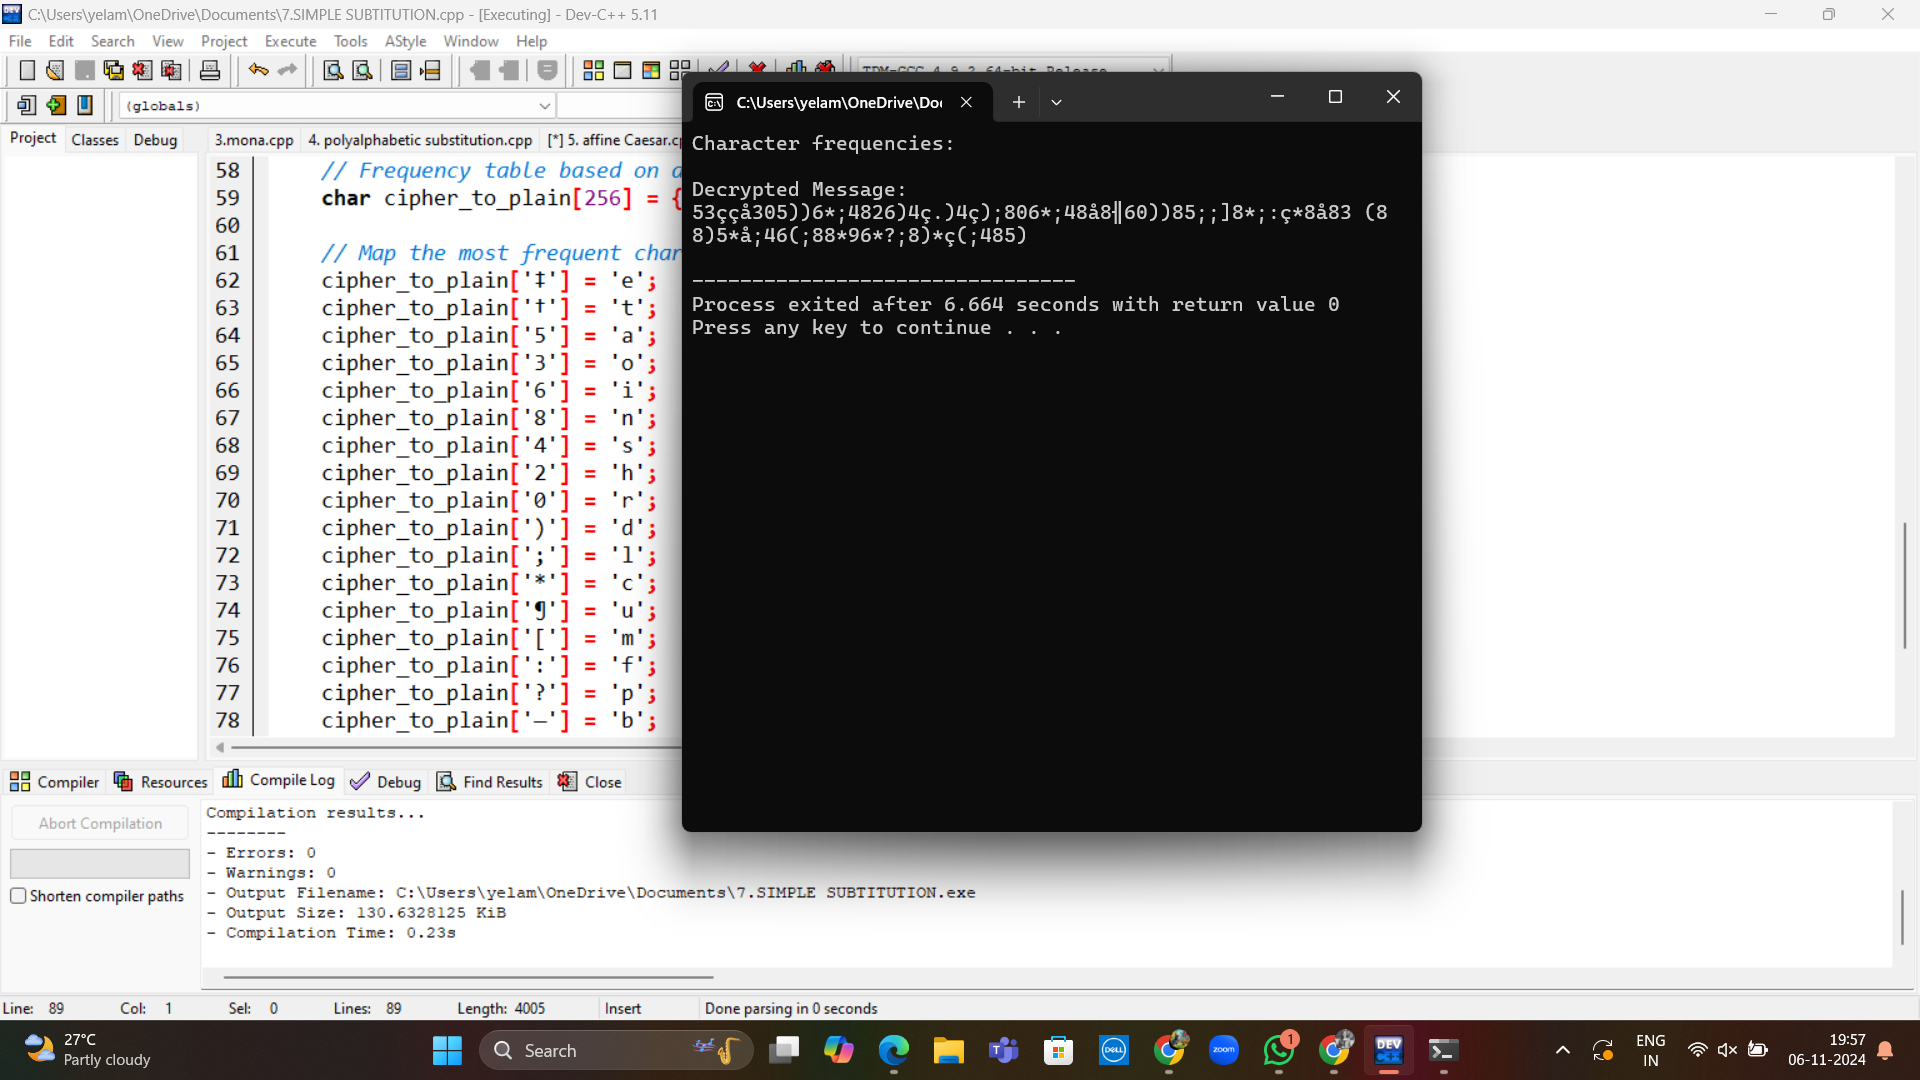 C:\Users\yelam\OneDrive\Documents\7.SIMPLE SUBTITUTION.cpp - [Executing] - Dev-C++ 5.11
File Edit Search View Project Execute Tools AStyle Window Help
(globals)
Project Classes Debug
3.mona.cpp 4. polyalphabetic substitution.cpp [*] 5. affine Caesar.c
58 // Frequency table based on
59 char cipher_to_plain[256] = {
60
61 // Map the most frequent char
62 cipher_to_plain['‡'] = 'e';
63 cipher_to_plain['†'] = 't';
64 cipher_to_plain['5'] = 'a';
65 cipher_to_plain['3'] = 'o';
66 cipher_to_plain['6'] = 'i';
67 cipher_to_plain['8'] = 'n';
68 cipher_to_plain['4'] = 's';
69 cipher_to_plain['2'] = 'h';
70 cipher_to_plain['0'] = 'r';
71 cipher_to_plain[')'] = 'd';
72 cipher_to_plain[';'] = 'l';
73 cipher_to_plain['*'] = 'c';
74 cipher_to_plain['¶'] = 'u';
75 cipher_to_plain['['] = 'm';
76 cipher_to_plain[':'] = 'f';
77 cipher_to_plain['?'] = 'p';
78 cipher_to_plain['—'] = 'b';
C:\Users\yelam\OneDrive\Do
Character frequencies:
Decrypted Message:
53ççå305))6*;4826)4ç.)4ç);806*;48å8╢60))85;;]8*;:ç*8å83 (8
8)5*å;46(;88*96*?;8)*ç(;485)
--------------------------------
Process exited after 6.664 seconds with return value 0
Press any key to continue . . .
Compiler Resources Compile Log Debug Find Results Close
Abort Compilation
Shorten compiler paths
Compilation results...
--------
- Errors: 0
- Warnings: 0
- Output Filename: C:\Users\yelam\OneDrive\Documents\7.SIMPLE SUBTITUTION.exe
- Output Size: 130.6328125 KiB
- Compilation Time: 0.23s
Line: 89 Col: 1 Sel: 0 Lines: 89 Length: 4005 Insert Done parsing in 0 seconds
27°C
Partly cloudy
Search
DELL
zoom
1
DEV
C++
ENG
IN
19:57
06-11-2024